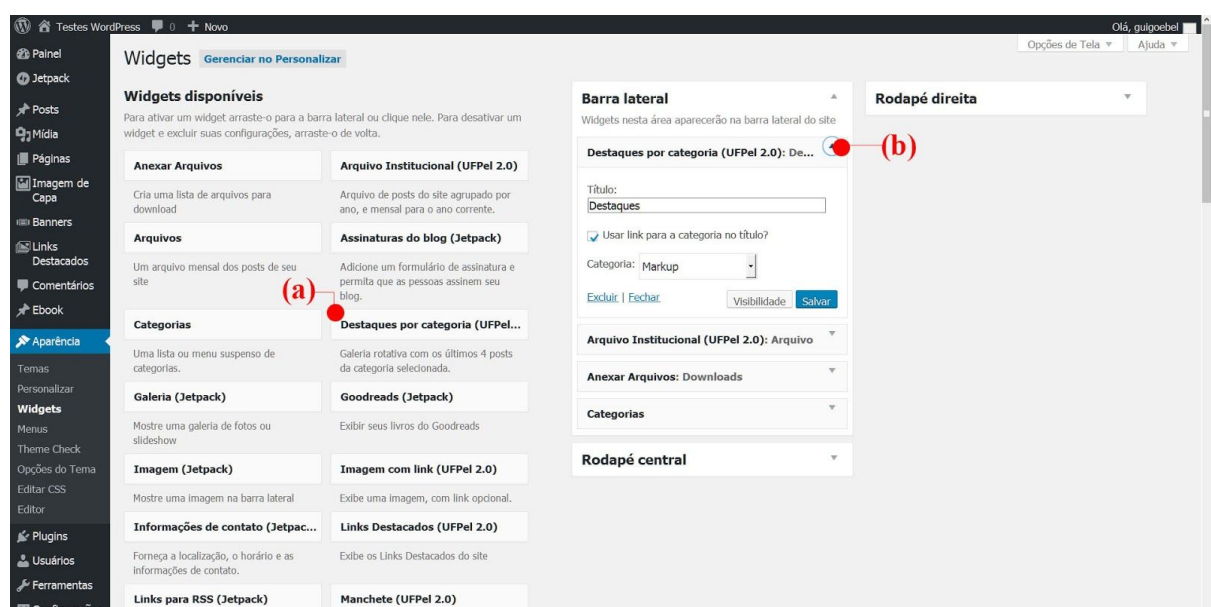 Testes WordPress 0 + Novo
Olá, guigoebel
Painel
Jetpack
Posts
Mídia
Páginas
Imagem de
Capa
Banners
Links
Destacados
Comentários
Ebook
Aparência
Temas
Personalizar
Widgets
Menus
Theme Check
Opções do Tema
Editar CSS
Editor
Plugins
Usuários
Ferramentas
Opções de Tela
Ajuda
Widgets Gerenciar no Personalizar
Widgets disponíveis
Para ativar um widget arraste-o para a barra lateral ou clique nele. Para desativar um
widget e excluir suas configurações, arraste-o de volta.
Anexar Arquivos
Cria uma lista de arquivos para
download
Arquivo Institucional (UFPel 2.0)
Arquivo de posts do site agrupado por
ano, e mensal para o ano corrente.
Arquivos
Um arquivo mensal dos posts de seu
site
Assinaturas do blog (Jetpack)
Adicione um formulário de assinatura e
permita que as pessoas assinem seu
blog.
(a)
Categorias
Uma lista ou menu suspenso de
categorias.
Destaques por categoria (UFPel...
Galeria rotativa com os últimos 4 posts
da categoria selecionada.
Galeria (Jetpack)
Mostre uma galeria de fotos ou
slideshow
Goodreads (Jetpack)
Exibir seus livros do Goodreads
Imagem (Jetpack)
Mostre uma imagem na barra lateral
Imagem com link (UFPel 2.0)
Exibe uma imagem, com link opcional.
Informações de contato (Jetpac...
Forneça a localização, o horário e as
informações de contato.
Links Destacados (UFPel 2.0)
Exibe os Links Destacados do site
Links para RSS (Jetpack)
Manchete (UFPel 2.0)
Barra lateral
Widgets nesta área aparecerão na barra lateral do site
Destaques por categoria (UFPel 2.0): De...
(b)
Título:
Destaques
Usar link para a categoria no título?
Categoria: Markup
Excluir | Fechar
Visibilidade
Salvar
Arquivo Institucional (UFPel 2.0): Arquivo
Anexar Arquivos: Downloads
Categorias
Rodapé central
Rodapé direita